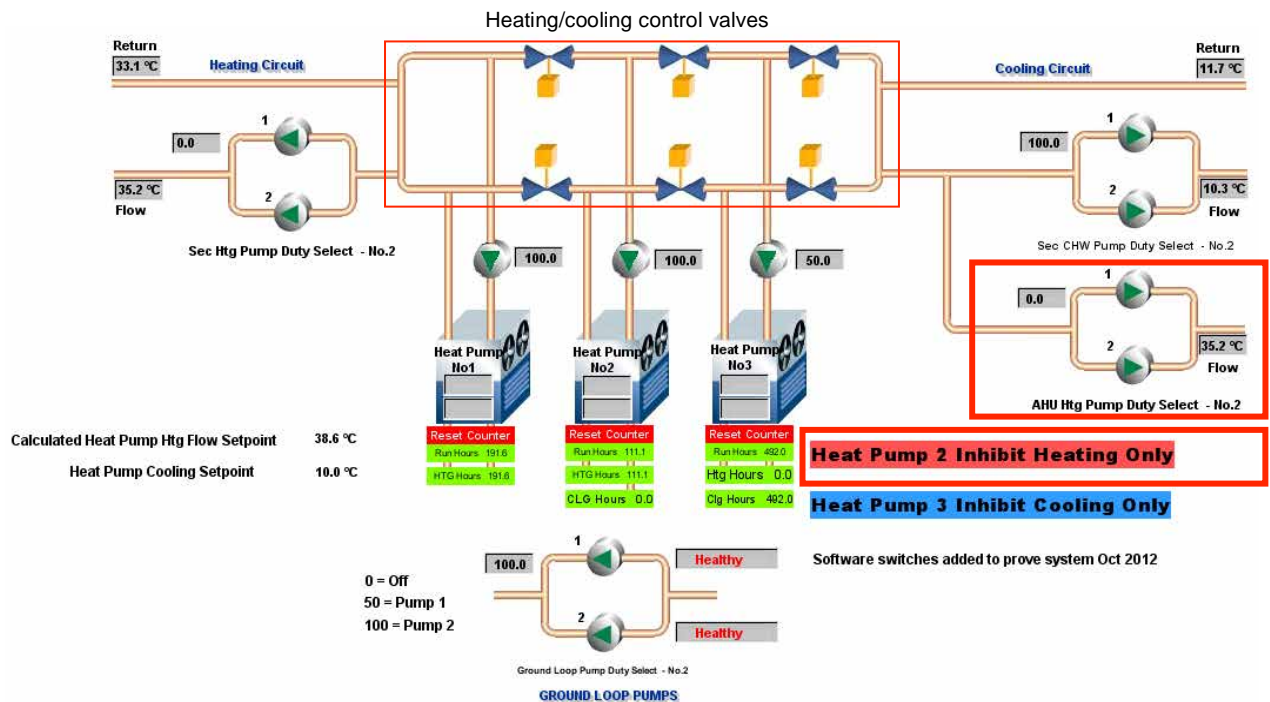 Heating/cooling control valves
Return
33.1 ºC
Heating Circuit
Cooling Circuit
Return
11.7 ºC
1
0.0
2
35.2 ºC
Flow
Sec Htg Pump Duty Select - No.2
1
100.0
2
10.3 ºC
Flow
Sec CHW Pump Duty Select - No.2
100.0
100.0
50.0
1
0.0
2
35.2 ºC
Flow
AHU Htg Pump Duty Select - No.2
Heat Pump
No1
Heat Pump
No2
Heat Pump
No3
Calculated Heat Pump Htg Flow Setpoint 38.6 ºC
Heat Pump Cooling Setpoint 10.0 ºC
Reset Counter
Run Hours 191.6
HTG Hours 191.6
Reset Counter
Run Hours 111.1
HTG Hours 111.1
CLG Hours 0.0
Reset Counter
Run Hours 492.0
Htg Hours 0.0
Clg Hours 492.0
Heat Pump 2 Inhibit Heating Only
Heat Pump 3 Inhibit Cooling Only
Software switches added to prove system Oct 2012
0 = Off
50 = Pump 1
100 = Pump 2
100.0
1
Healthy
2
Healthy
Ground Loop Pump Duty Select - No.2
GROUND LOOP PUMPS